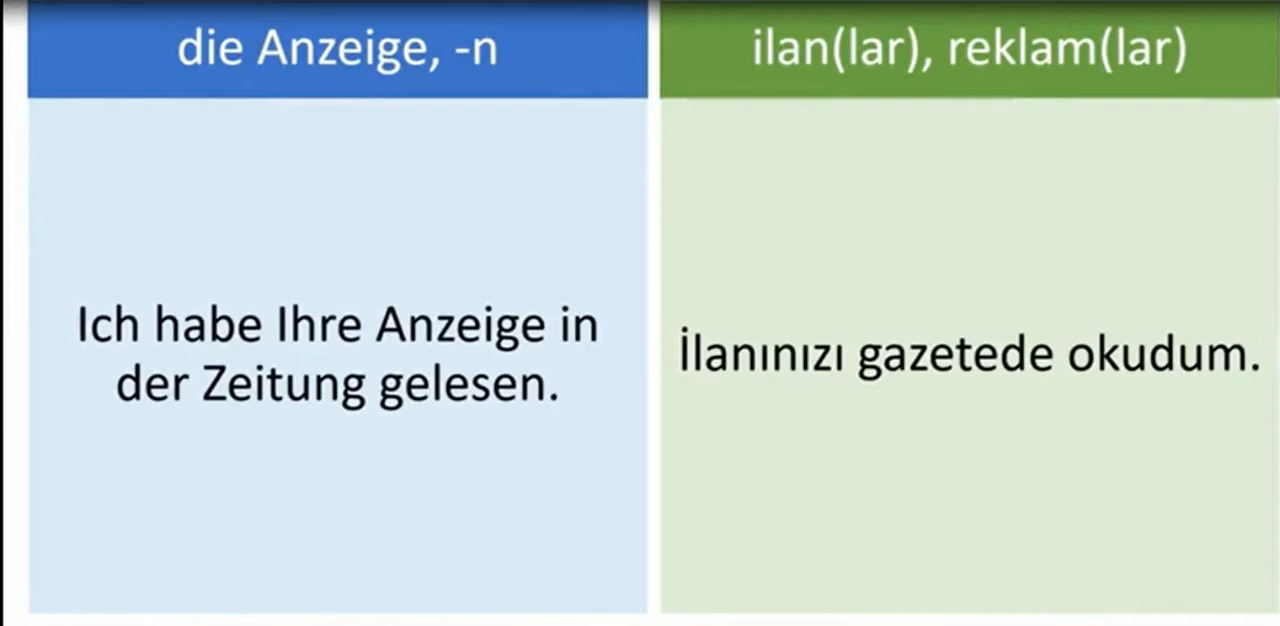 die Anzeige, -n
ilan(lar), reklam(lar)
Ich habe Ihre Anzeige in
der Zeitung gelesen.
İlanınızı gazetede okudum.